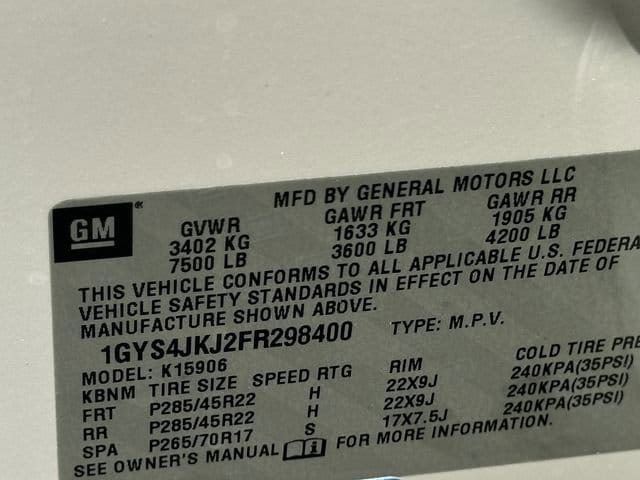 MFD BY GENERAL MOTORS LLC
GM®
GVWR GAWR FRT GAWR RR
3402 KG 1633 KG 1905 KG
7500 LB 3600 LB 4200 LB
THIS VEHICLE CONFORMS TO ALL APPLICABLE U.S. FEDERA
VEHICLE SAFETY STANDARDS IN EFFECT ON THE DATE OF
MANUFACTURE SHOWN ABOVE.
1GYS4JKJ2FR298400 TYPE: M.P.V.
MODEL: K15906
KBNM TIRE SIZE SPEED RTG RIM COLD TIRE PRE
FRT P285/45R22 H 22X9J 240KPA(35PSI)
RR P285/45R22 H 22X9J 240KPA(35PSI)
SPA P265/70R17 S 17X7.5J 240KPA(35PSI)
SEE OWNER'S MANUAL FOR MORE INFORMATION.